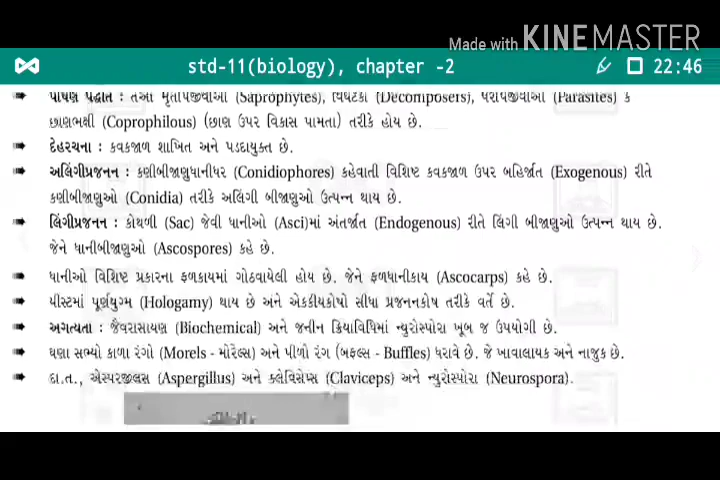 Made with KINEMASTER
std-11(biology), chapter -2
22:46
પોષણ પદ્ધતિ : તેઓ મૃતોપજીવીઓ (Saprophytes), વિઘટકો (Decomposers), પરોપજીવીઓ (Parasites) કે
છાણભક્ષી (Coprophilous) (છાણ ઉપર વિકાસ પામતા) તરીકે હોય છે.
દેહરચના : કવકજાળ શાખિત અને પડદાયુક્ત છે.
અલિંગીપ્રજનન : કણીબીજાણુધાનીધર (Conidiophores) કહેવાતી વિશિષ્ટ કવકજાળ ઉપર બહિર્જાત (Exogenous) રીતે
કણીબીજાણુઓ (Conidia) તરીકે અલિંગી બીજાણુઓ ઉત્પન્ન થાય છે.
લિંગીપ્રજનન : કોથળી (Sac) જેવી ધાનીઓ (Asci)માં અંતર્જાત (Endogenous) રીતે લિંગી બીજાણુઓ ઉત્પન્ન થાય છે.
જેને ધાનીબીજાણુઓ (Ascospores) કહે છે.
ધાનીઓ વિશિષ્ટ પ્રકારના ફળકાયમાં ગોઠવાયેલી હોય છે. જેને ફળધાનીકાય (Ascocarps) કહે છે.
યીસ્ટમાં પૂર્ણયુગ્મ (Hologamy) થાય છે અને એકકીયકોષો સીધા પ્રજનનકોષ તરીકે વર્તે છે.
અગત્યતા : જૈવરાસાયણ (Biochemical) અને જનીન ક્રિયાવિધિમાં ન્યુરોસ્પોરા ખૂબ જ ઉપયોગી છે.
ઘણા સભ્યો કાળા રંગો (Morels - મોરેલ્સ) અને પીળો રંગ (બફલ્સ - Buffles) ધરાવે છે. જે ખાવાલાયક અને નાજુક છે.
દા.ત., એસ્પરજીલસ (Aspergillus) અને ક્લેવિસેપ્સ (Claviceps) અને ન્યુરોસ્પોરા (Neurospora).